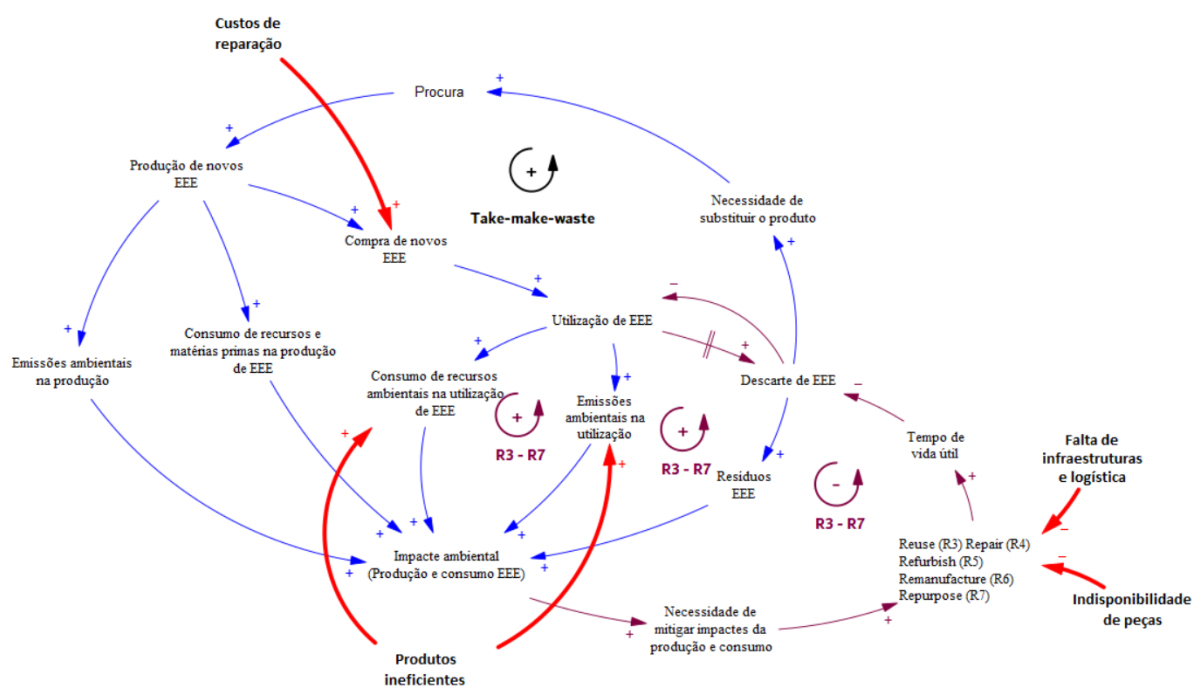 Custos de
reparação
+
Procura
+
Produção de novos
EEE
+
Take-make-waste
Necessidade de
substituir o produto
+
+
+
Compra de novos
EEE
+
+
−
Utilização de EEE
+
+
Emissões ambientais
na produção
+
Consumo de recursos e
matérias primas na produção
de EEE
+
Consumo de recursos
ambientais na utilização
de EEE
+
Emissões
ambientais na
utilização
+
Descarte de EEE
−
+
R3 - R7
+
R3 - R7
+
+
+
Resíduos
EEE
−
R3 - R7
Tempo de
vida útil
+
Falta de
infraestruturas
e logística
−
Impacte ambiental
(Produção e consumo EEE)
+
+
+
+
+
Reuse (R3) Repair (R4)
Refurbish (R5)
Remanufacture (R6)
Repurpose (R7)
−
Indisponibilidade
de peças
Necessidade de
mitigar impactes da
produção e consumo
+
+
Produtos
ineficientes